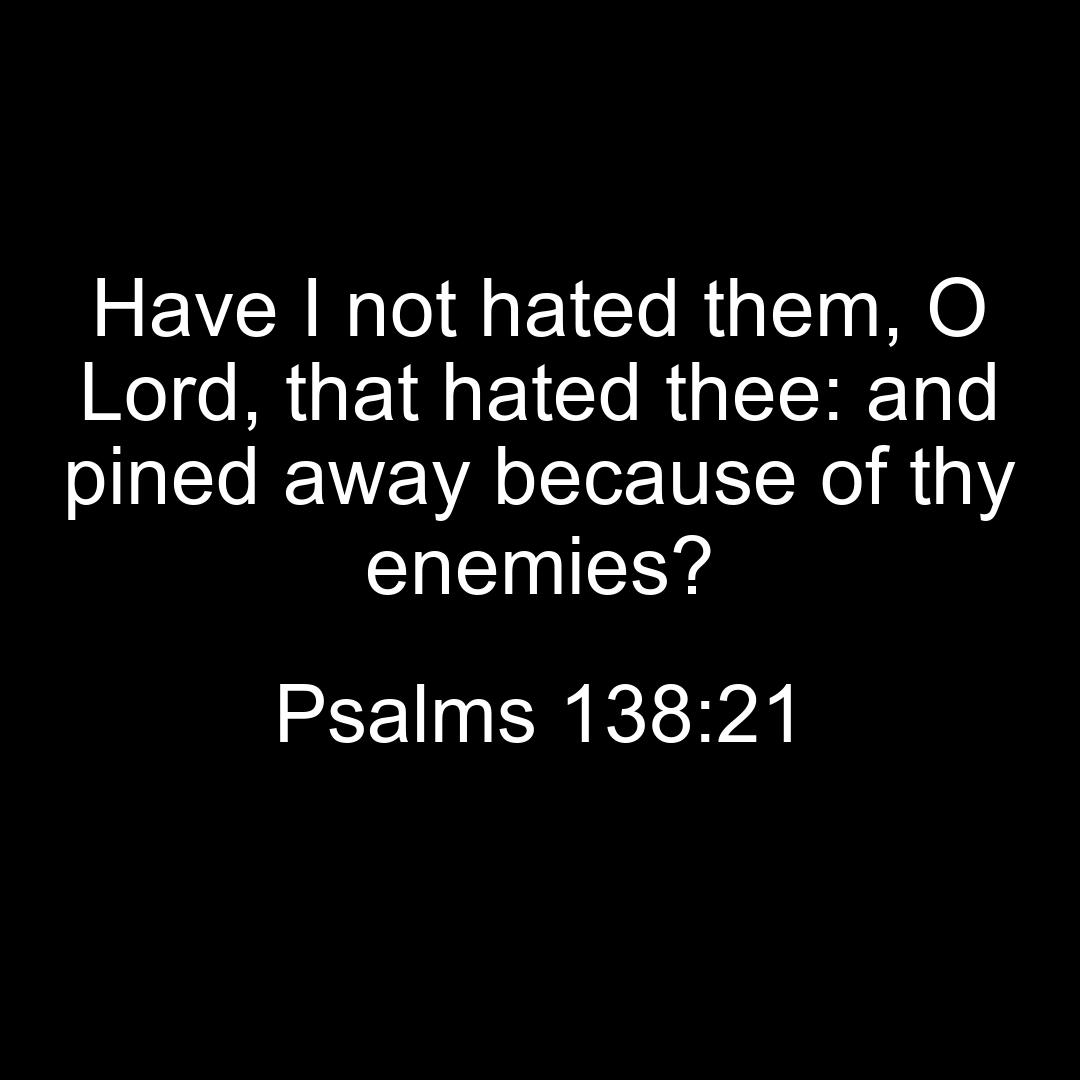 Have I not hated them, O
Lord, that hated thee: and
pined away because of thy
enemies?
Psalms 138:21